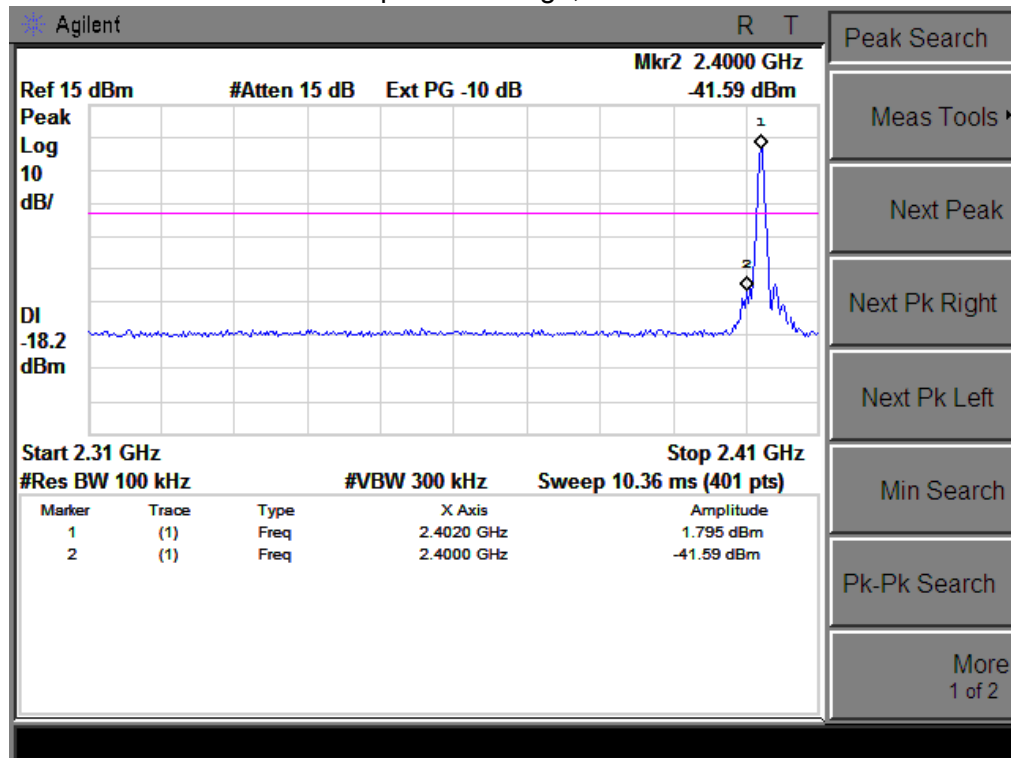 Agilent R T
Peak Search
Mkr2 2.4000 GHz
Ref 15 dBm #Atten 15 dB Ext PG -10 dB -41.59 dBm
Peak
Log
10
dB/
1
2
DI
-18.2
dBm
Start 2.31 GHz Stop 2.41 GHz
#Res BW 100 kHz #VBW 300 kHz Sweep 10.36 ms (401 pts)
Marker Trace Type X Axis Amplitude
1 (1) Freq 2.4020 GHz 1.795 dBm
2 (1) Freq 2.4000 GHz -41.59 dBm
Meas Tools
Next Peak
Next Pk Right
Next Pk Left
Min Search
Pk-Pk Search
More
1 of 2